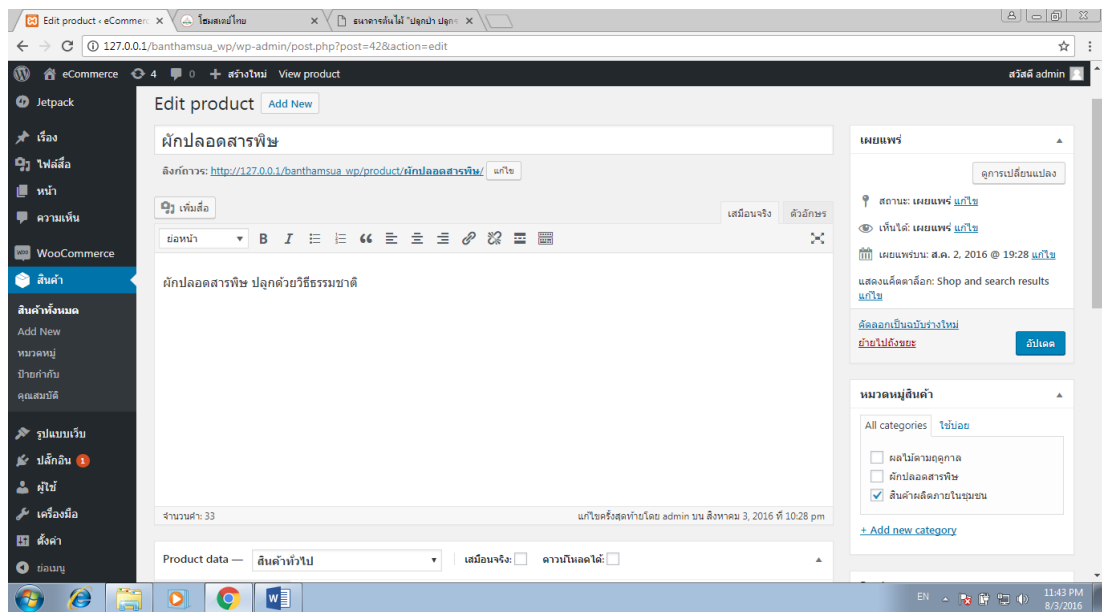 Edit product ‹ eCommerc
โฮมสเตย์ไทย
ธนาคารต้นไม้ "ปลูกป่า ปลูก
127.0.0.1/banthamsua_wp/wp-admin/post.php?post=42&action=edit
eCommerce 4 0 + สร้างใหม่ View product สวัสดี admin
Jetpack
เรื่อง
ไฟล์สื่อ
หน้า
ความเห็น
WooCommerce
สินค้า
สินค้าทั้งหมด
Add New
หมวดหมู่
ป้ายกำกับ
คุณสมบัติ
รูปแบบเว็บ
ปลั๊กอิน 1
ผู้ใช้
เครื่องมือ
ตั้งค่า
ย่อเมนู
Edit product Add New
ผักปลอดสารพิษ
ลิงก์ถาวร: http://127.0.0.1/banthamsua_wp/product/ผักปลอดสารพิษ/ แก้ไข
เพิ่มสื่อ
เสมือนจริง ตัวอักษร
ย่อหน้า B I
ผักปลอดสารพิษ ปลูกด้วยวิธีธรรมชาติ
จำนวนคำ: 33 แก้ไขครั้งสุดท้ายโดย admin บน สิงหาคม 3, 2016 ที่ 10:28 pm
Product data — สินค้าทั่วไป เสมือนจริง: ดาวน์โหลดได้:
เผยแพร่
ดูการเปลี่ยนแปลง
สถานะ: เผยแพร่ แก้ไข
เห็นได้: เผยแพร่ แก้ไข
เผยแพร่บน: ส.ค. 2, 2016 @ 19:28 แก้ไข
แสดงแค็ตตาล็อก: Shop and search results
แก้ไข
คัดลอกเป็นฉบับร่างใหม่
ย้ายไปถังขยะ
อัปเดต
หมวดหมู่สินค้า
All categories ใช้บ่อย
ผลไม้ตามฤดูกาล
ผักปลอดสารพิษ
สินค้าผลิตภายในชุมชน
+ Add new category
EN
11:43 PM
8/3/2016